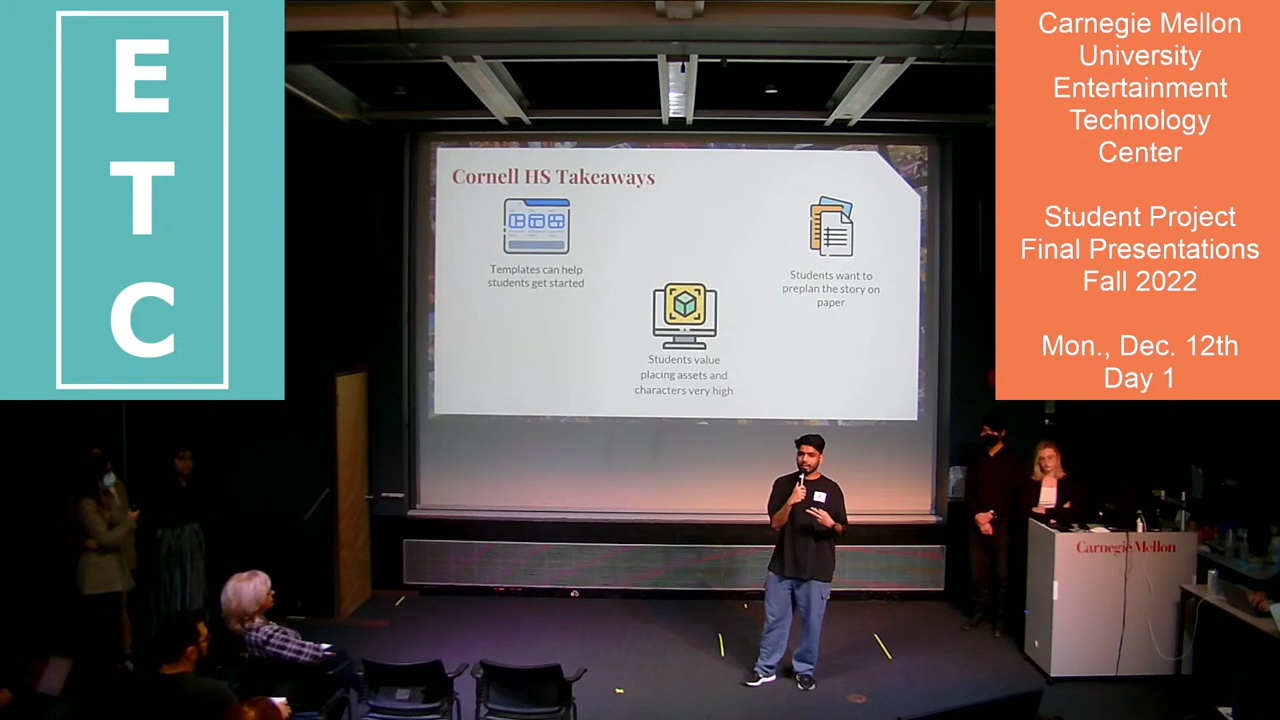 E
T
C
Carnegie Mellon
University
Entertainment
Technology
Center
Student Project
Final Presentations
Fall 2022
Mon., Dec. 12th
Day 1
Cornell HS Takeaways
Templates can help
students get started
Students value
placing assets and
characters very high
Students want to
preplan the story on
paper
Carnegie Mellon